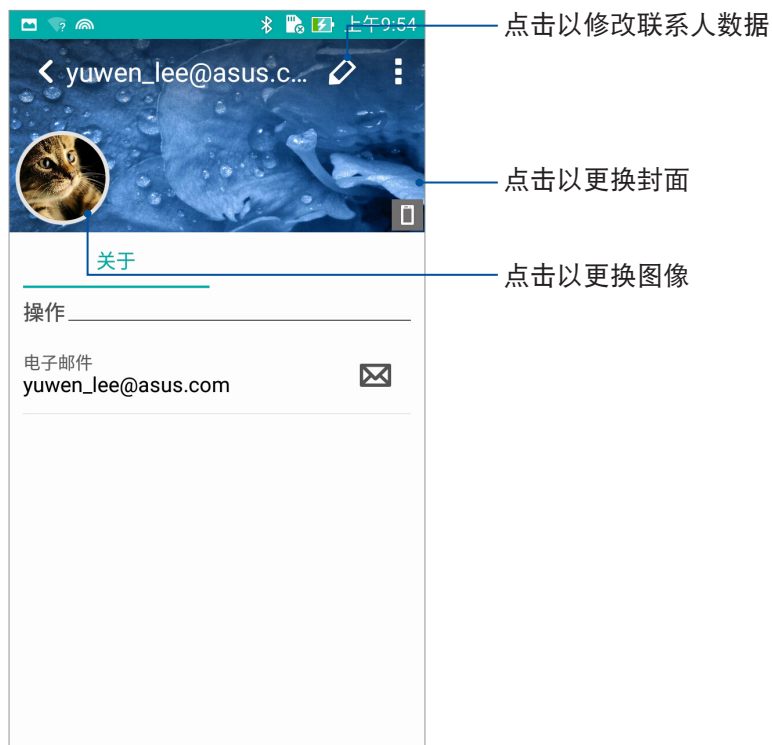 上午9:54
点击以修改联系人数据
yuwen_lee@asus.c...
点击以更换封面
关于
点击以更换图像
操作
电子邮件
yuwen_lee@asus.com